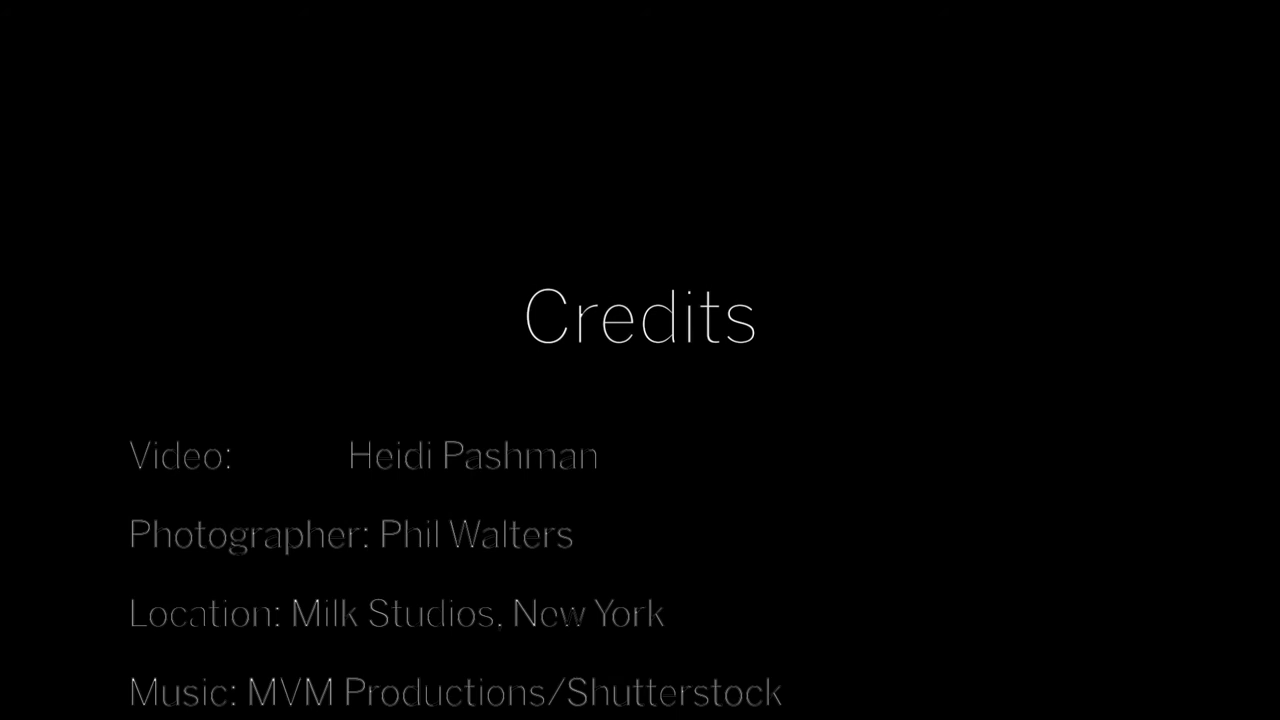 Credits
Video: Heidi Pashman
Photographer: Phil Walters
Location: Milk Studios, New York
Music: MVM Productions/Shutterstock